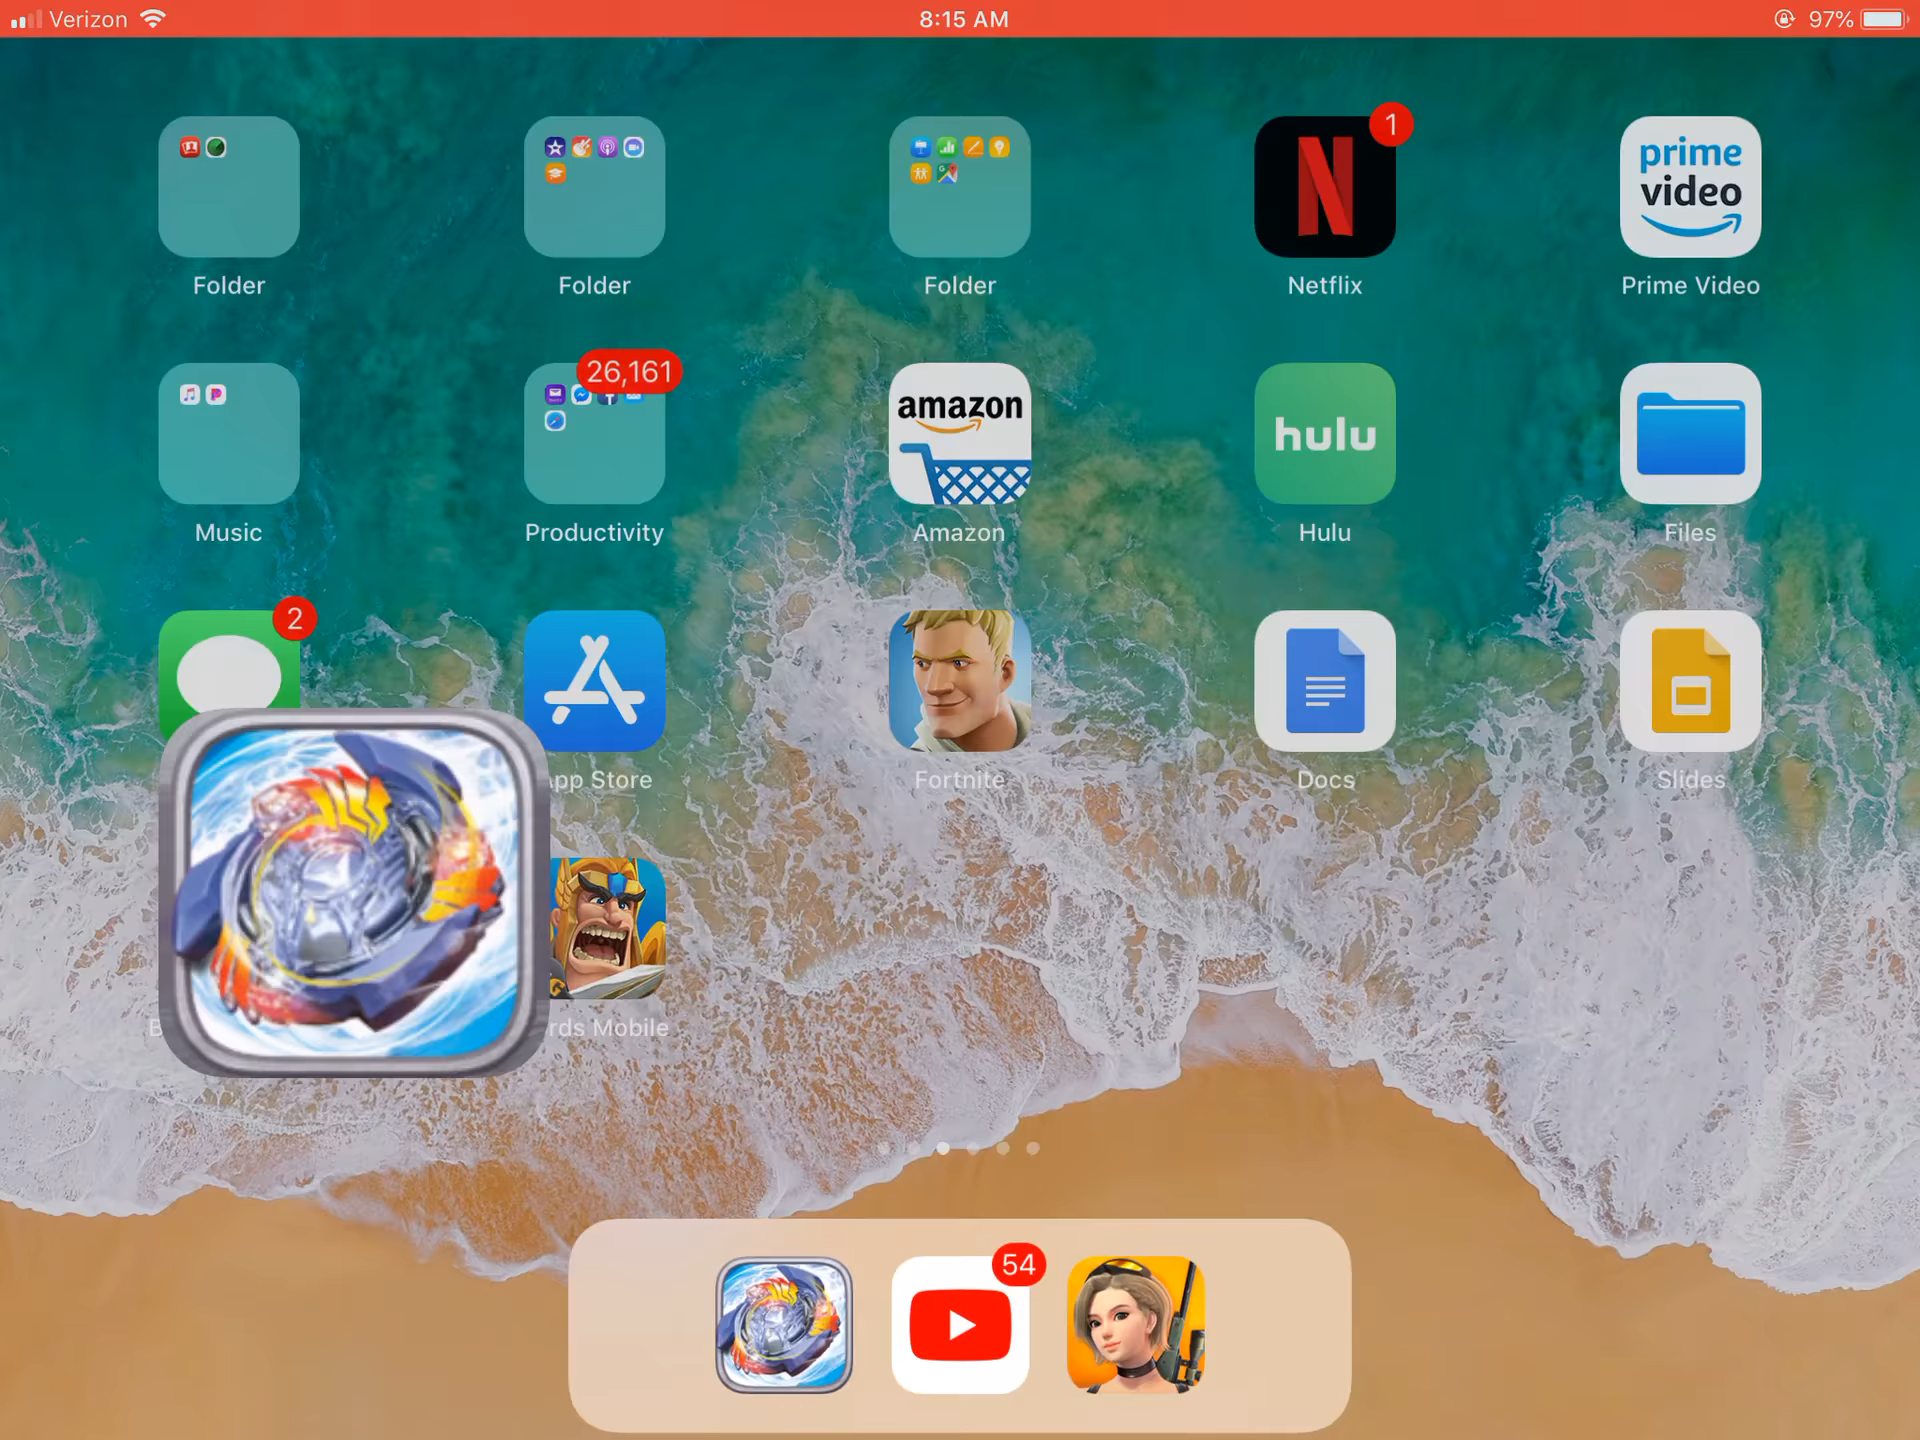 Verizon 8:15 AM 97%
1
prime
video
Folder Folder Folder Netflix Prime Video
26,161
amazon
hulu
Music Productivity Amazon Hulu Files
2
pp Store Fortnite Docs Slides
B rds Mobile
54